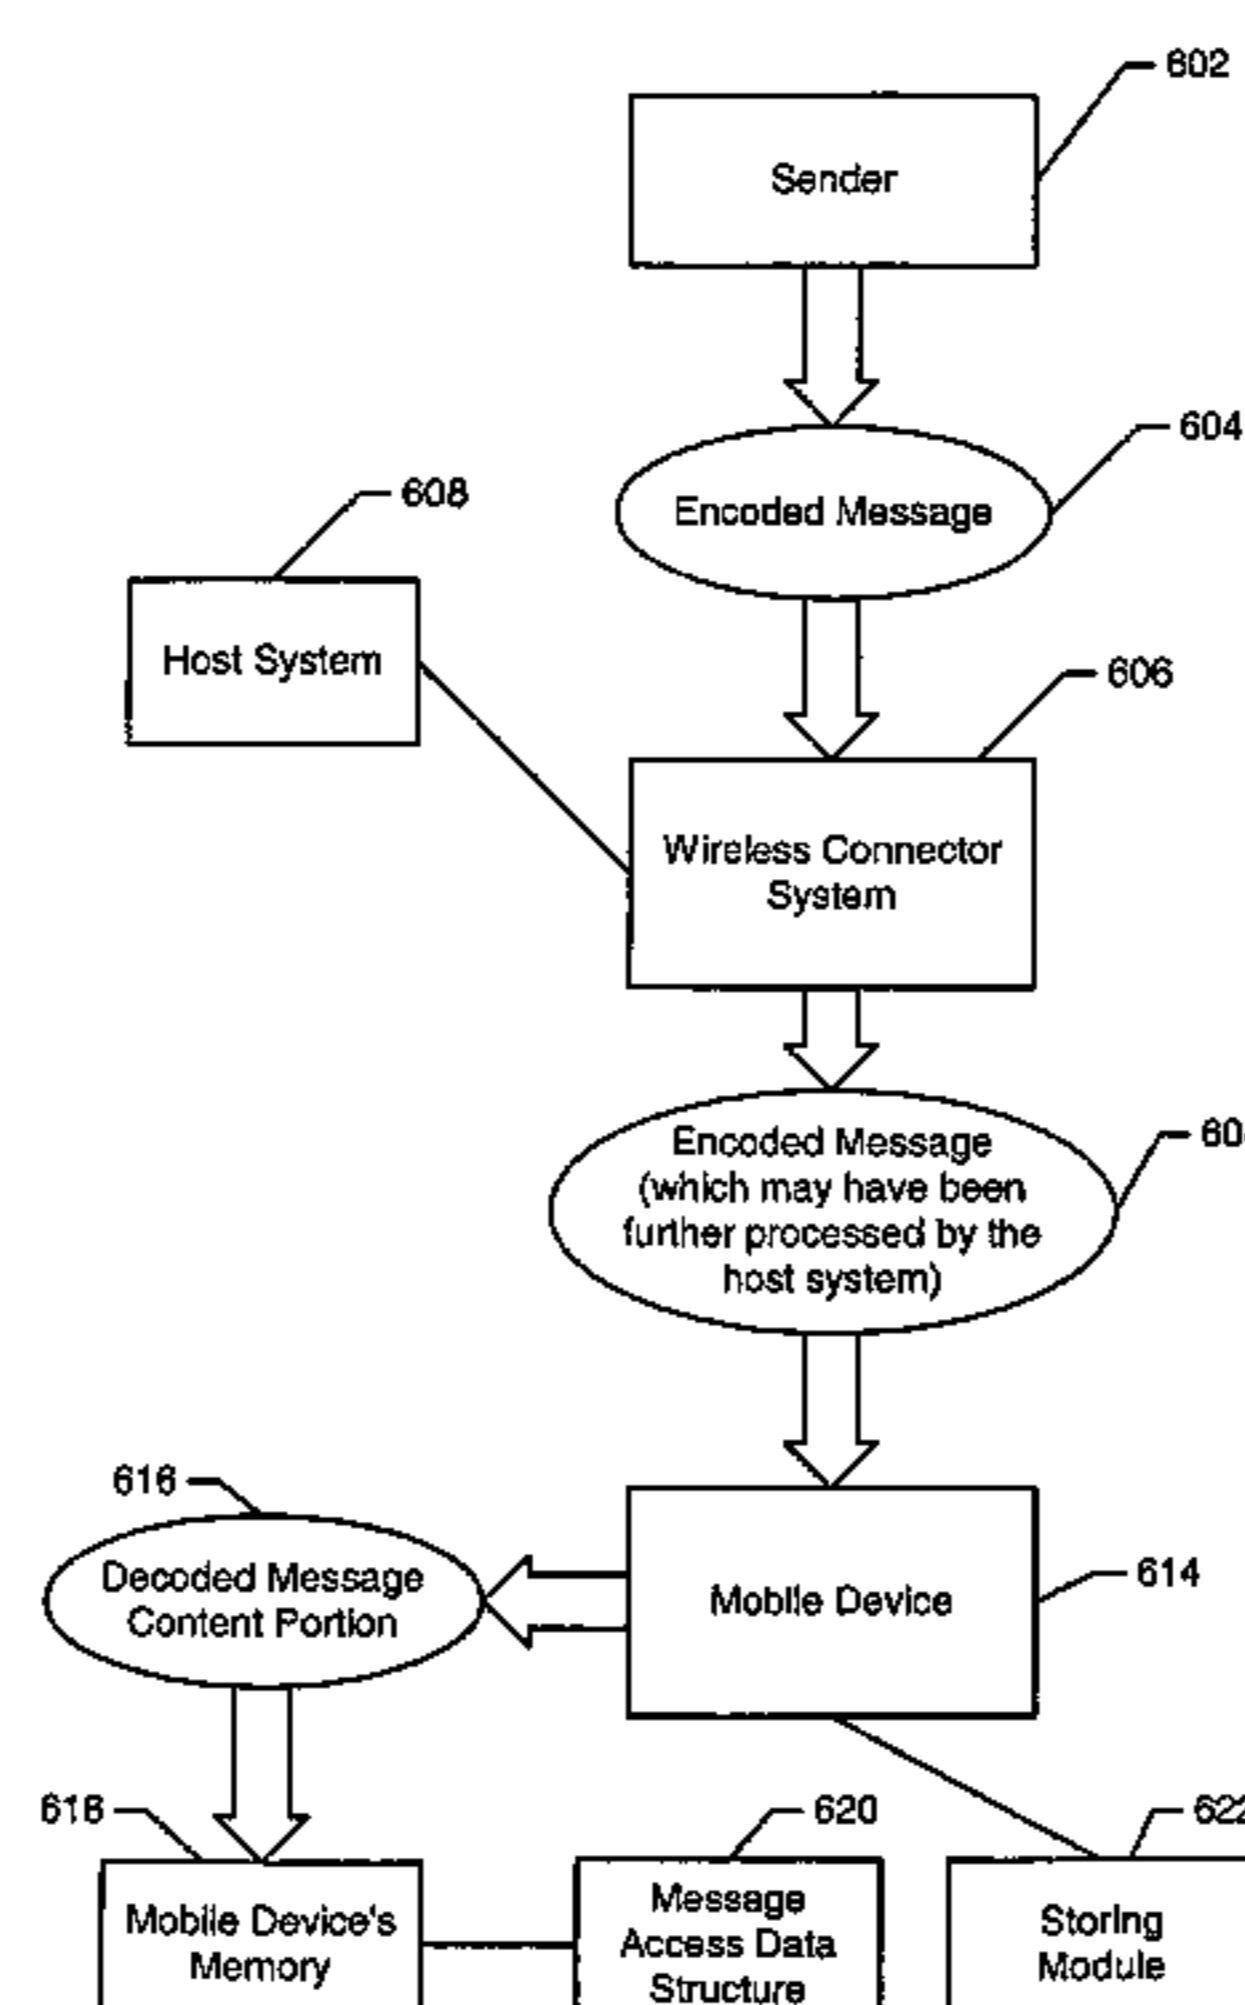 602
Sender
604
Encoded Message
608
Host System
606
Wireless Connector
System
Encoded Message
(which may have been
further processed by the
host system)
616
Decoded Message
Content Portion
Mobile Device
614
618
620
622
Mobile Device's
Memory
Message
Access Data
Structure
Storing
Module